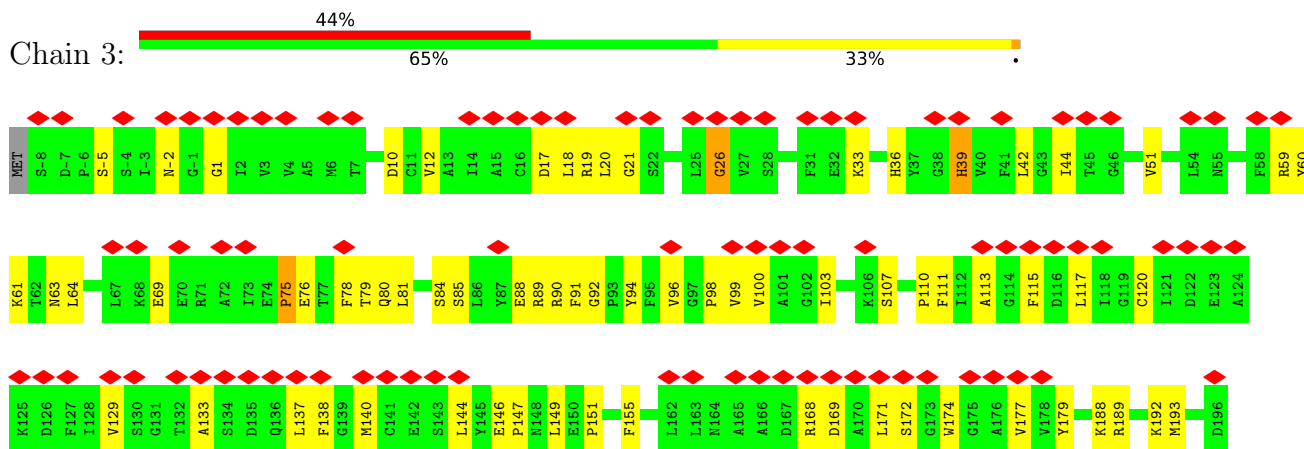 44%
Chain 3:
65% 33% •
MET S-8 D-7 P-6 S-5 S-4 I-3 N-2 G-1 G1 I2 V3 V4 A5 M6 T7 D10 C11 V12 A13 I14 A15 C16 D17 L18 R19 L20 G21 S22 L25 G26 V27 S28 F31 E32 K33 H36 Y37 G38 H39 V40 F41 L42 G43 I44 T45 G46 V51 L54 N55 F58 R59 Y60
K61 T62 N63 L64 L67 K68 E69 E70 R71 A72 I73 E74 P75 E76 T77 F78 T79 Q80 L81 S84 S85 L86 Y87 E88 R89 R90 F91 G92 P93 Y94 F95 V96 G97 P98 V99 V100 A101 G102 I103 K106 S107 P110 F111 I112 A113 G114 F115 D116 L117 I118 G119 C120 I121 D122 E123 A124
K125 D126 F127 I128 V129 S130 G131 T132 A133 S134 D135 Q136 L137 F138 G139 M140 C141 E142 S143 L144 Y145 E146 P147 N148 L149 E150 P151 F155 L162 L163 N164 A165 A166 D167 R168 D169 A170 L171 S172 G173 W174 G175 A176 V177 V178 Y179 K188 R189 K192 M193 D196